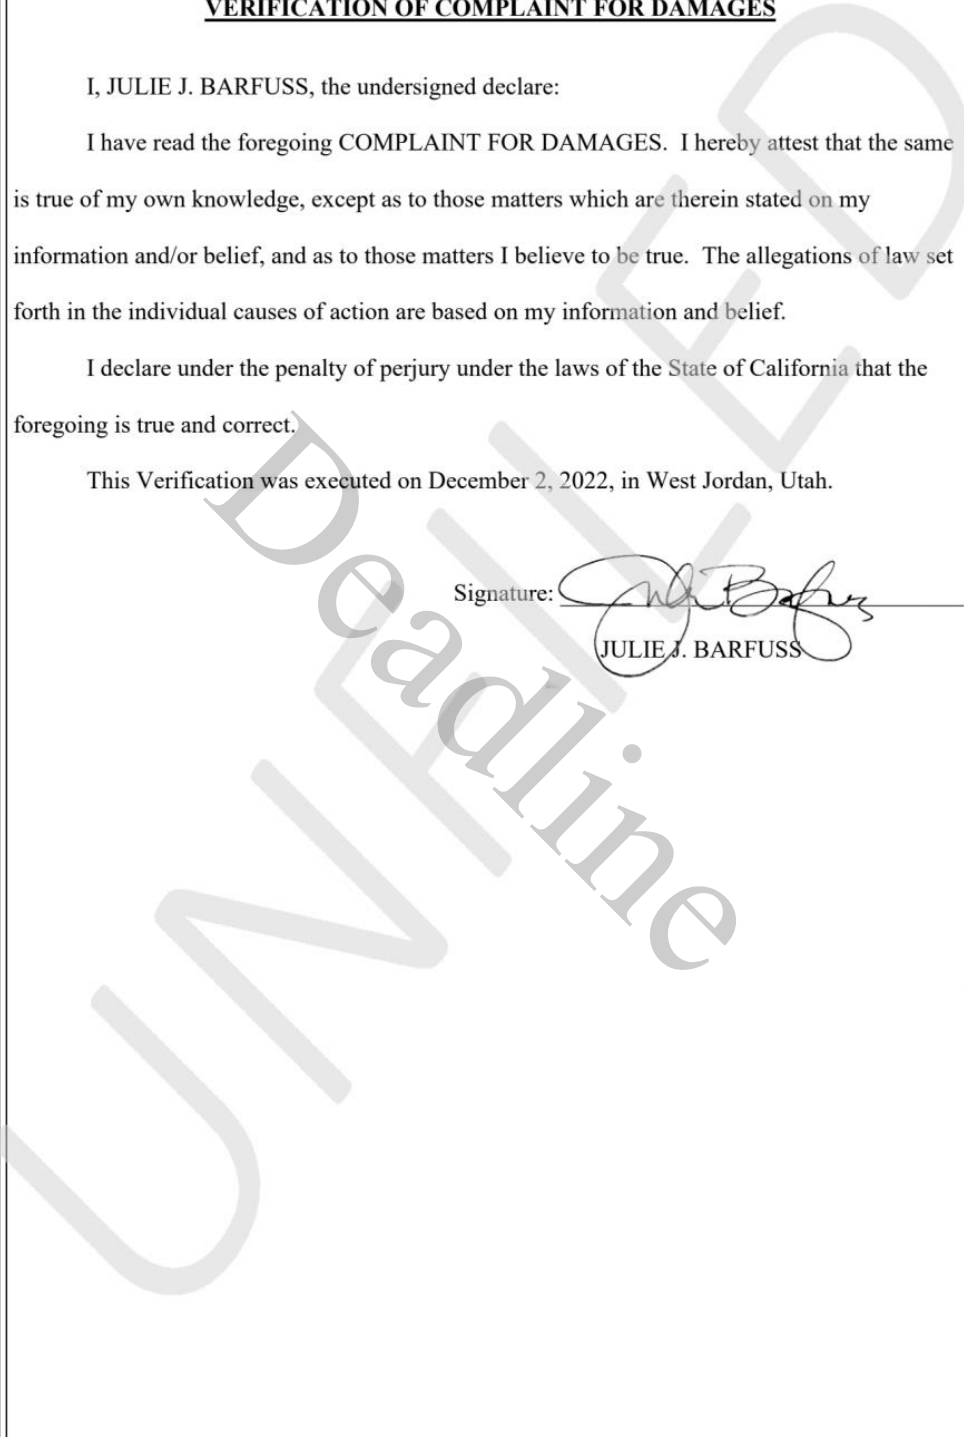 VERIFICATION OF COMPLAINT FOR DAMAGES
I, JULIE J. BARFUSS, the undersigned declare:
I have read the foregoing COMPLAINT FOR DAMAGES.  I hereby attest that the same
is true of my own knowledge, except as to those matters which are therein stated on my
information and/or belief, and as to those matters I believe to be true.  The allegations of law set
forth in the individual causes of action are based on my information and belief.
I declare under the penalty of perjury under the laws of the State of California that the
foregoing is true and correct.
This Verification was executed on December 2, 2022, in West Jordan, Utah.
Signature: Julie Barfuss
JULIE J. BARFUSS
UNFILED
Deadline